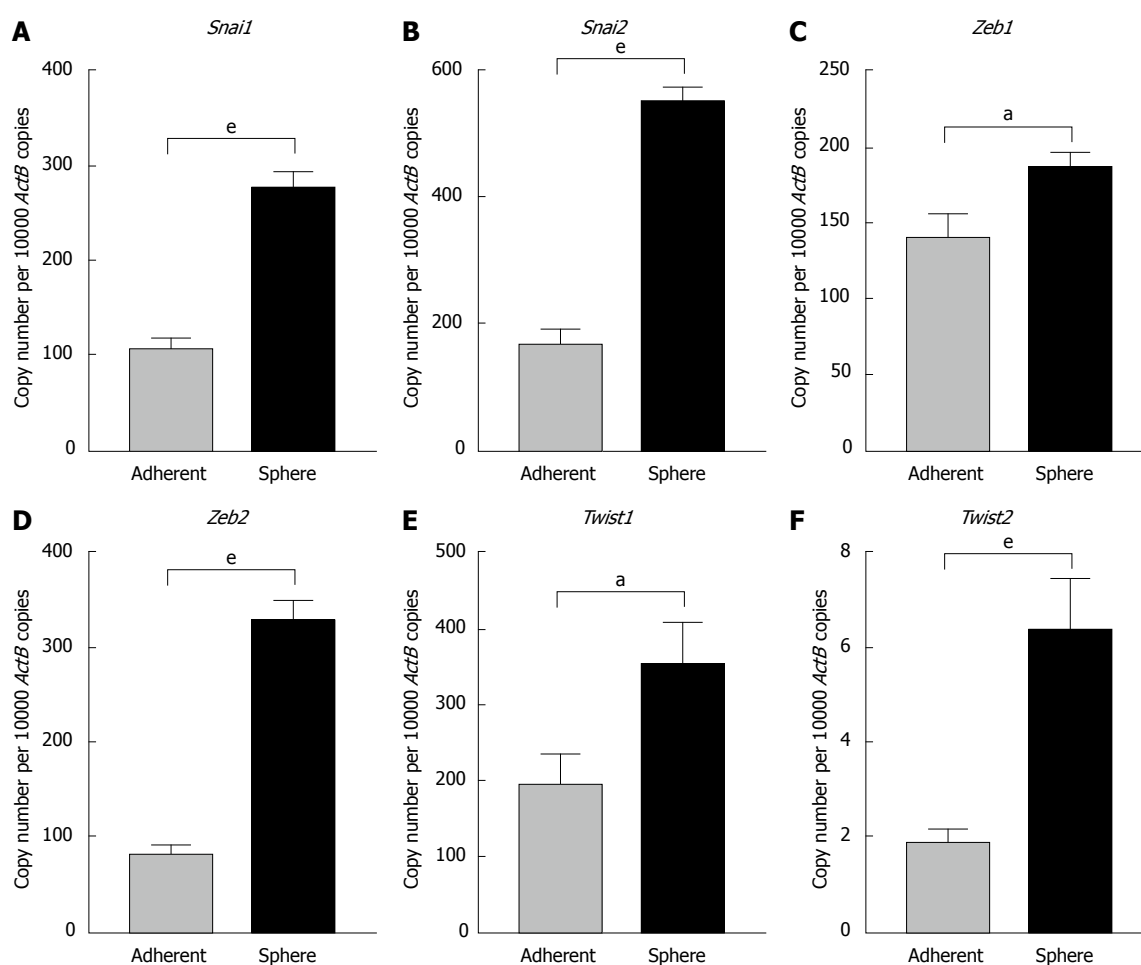 A
Snai1
Copy number per 10000 ActB copies
400
300
200
100
0
e
Adherent
Sphere
B
Snai2
Copy number per 10000 ActB copies
600
400
200
0
e
Adherent
Sphere
C
Zeb1
Copy number per 10000 ActB copies
250
200
150
100
50
0
a
Adherent
Sphere
D
Zeb2
Copy number per 10000 ActB copies
400
300
200
100
0
e
Adherent
Sphere
E
Twist1
Copy number per 10000 ActB copies
500
400
300
200
100
0
a
Adherent
Sphere
F
Twist2
Copy number per 10000 ActB copies
8
6
4
2
0
e
Adherent
Sphere